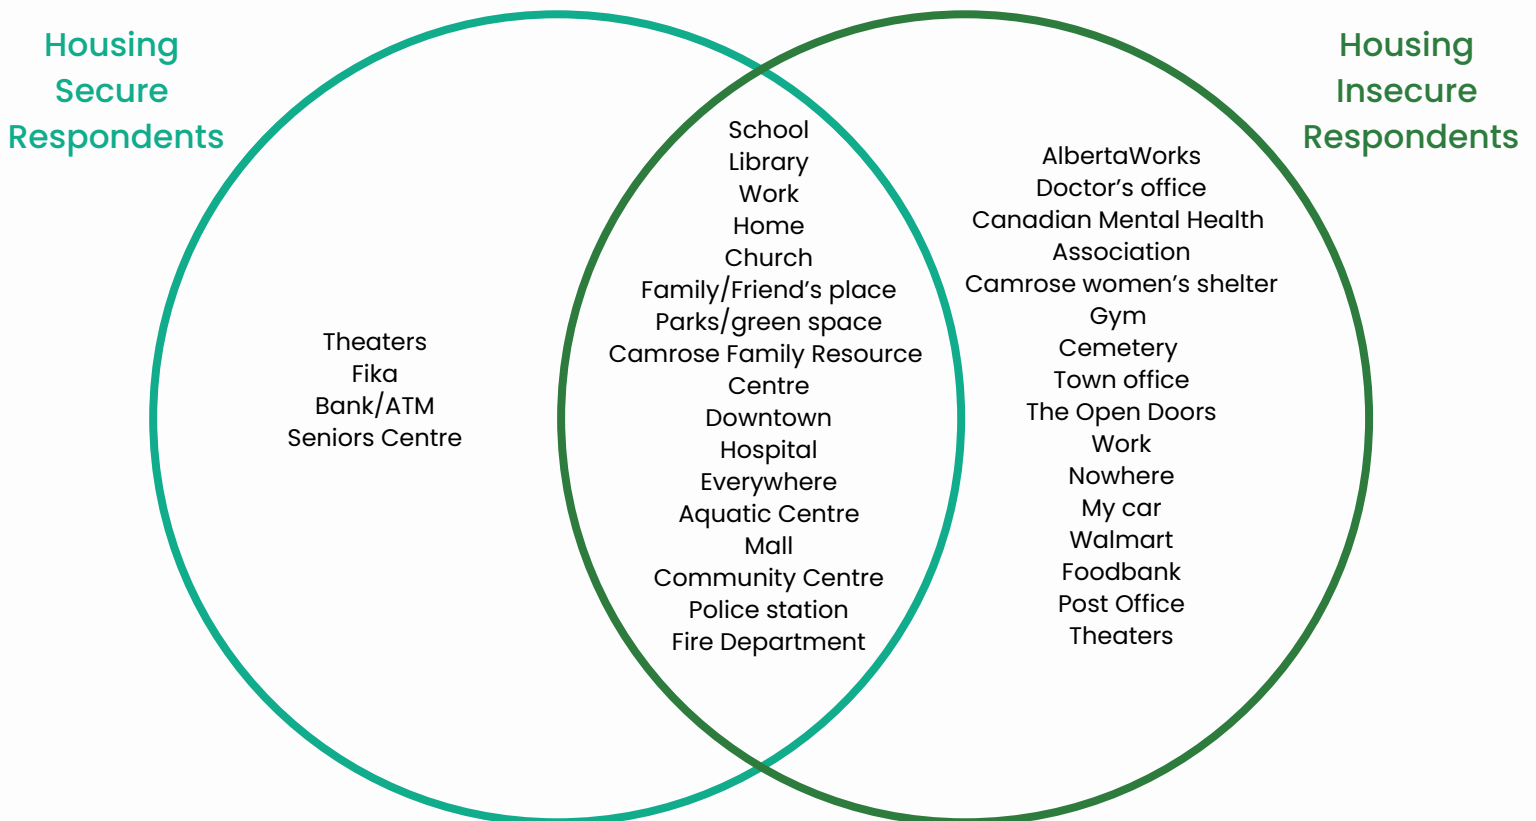 Housing
Secure
Respondents
Theaters
Fika
Bank/ATM
Seniors Centre
School
Library
Work
Home
Church
Family/Friend’s place
Parks/green space
Camrose Family Resource
Centre
Downtown
Hospital
Everywhere
Aquatic Centre
Mall
Community Centre
Police station
Fire Department
Housing
Insecure
Respondents
AlbertaWorks
Doctor’s office
Canadian Mental Health
Association
Camrose women’s shelter
Gym
Cemetery
Town office
The Open Doors
Work
Nowhere
My car
Walmart
Foodbank
Post Office
Theaters